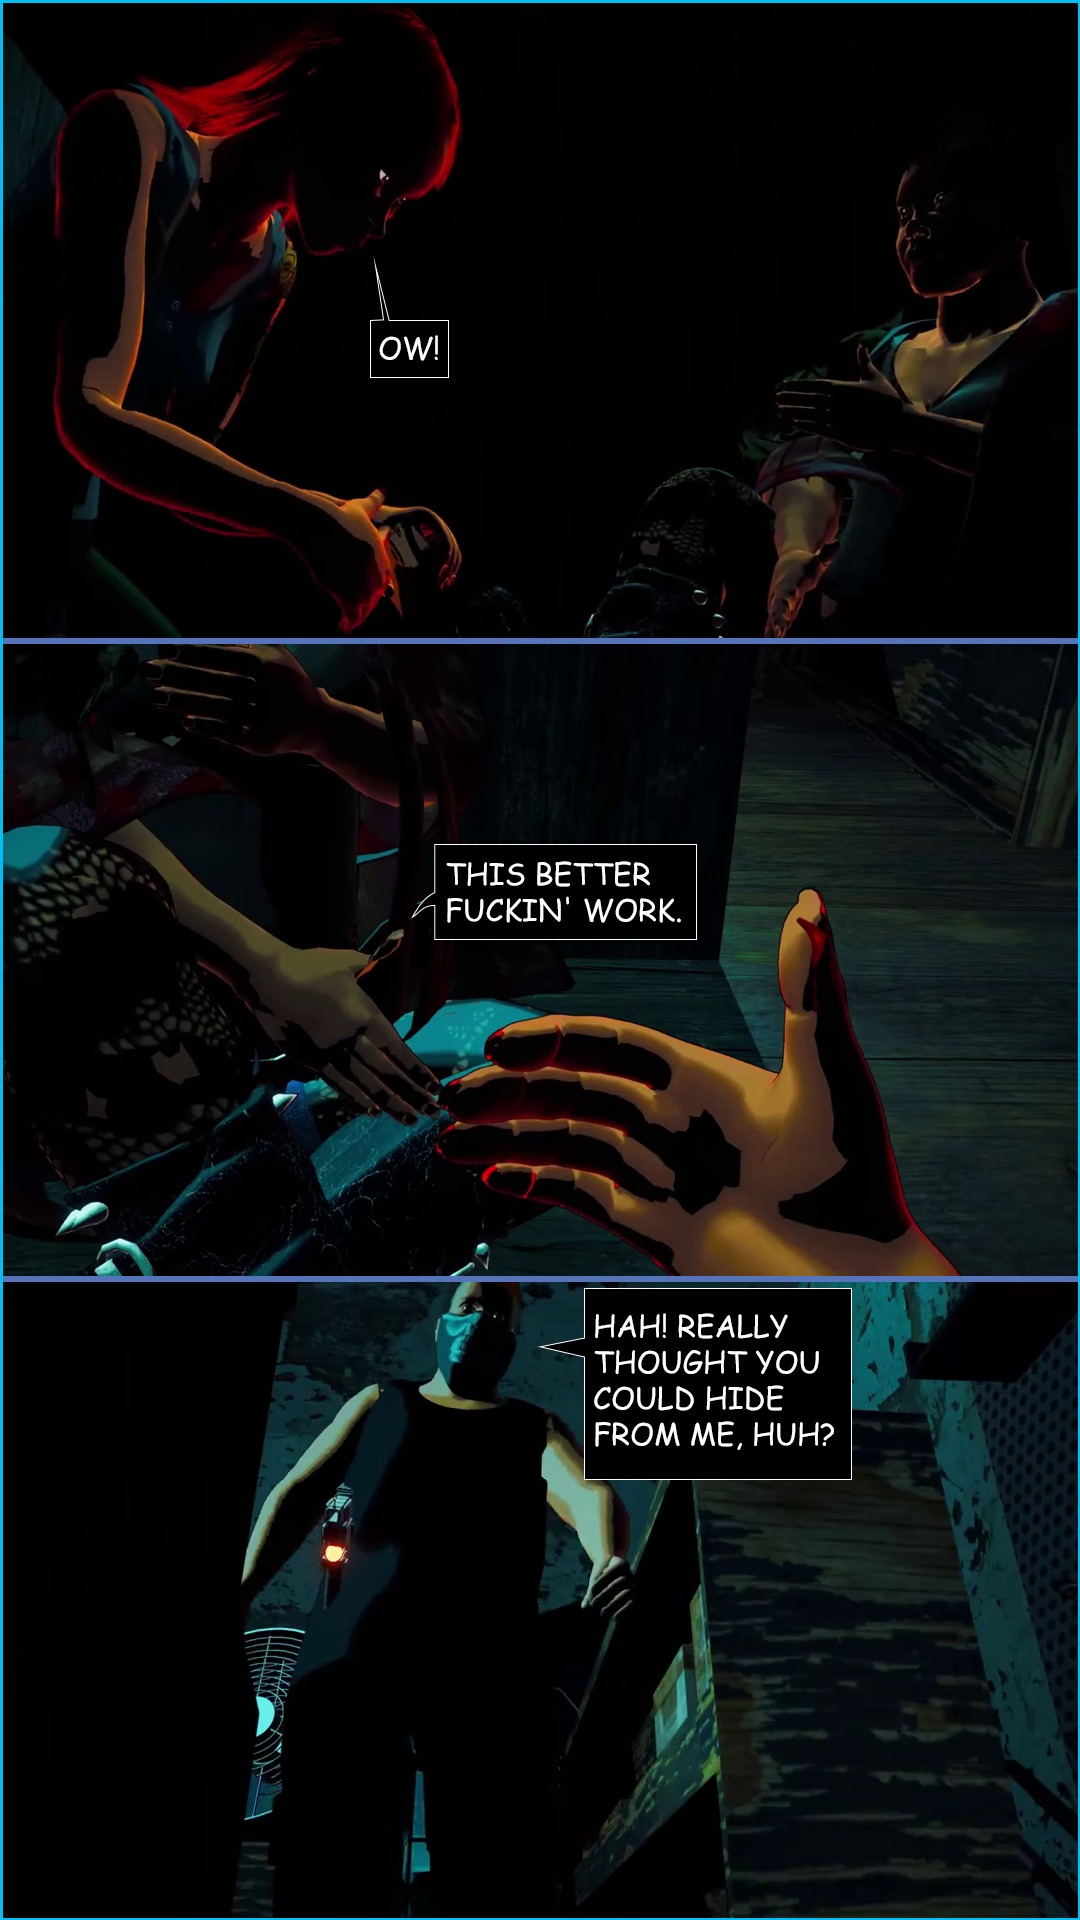 OW!
THIS BETTER
FUCKIN' WORK.
HAH! REALLY
THOUGHT YOU
COULD HIDE
FROM ME, HUH?